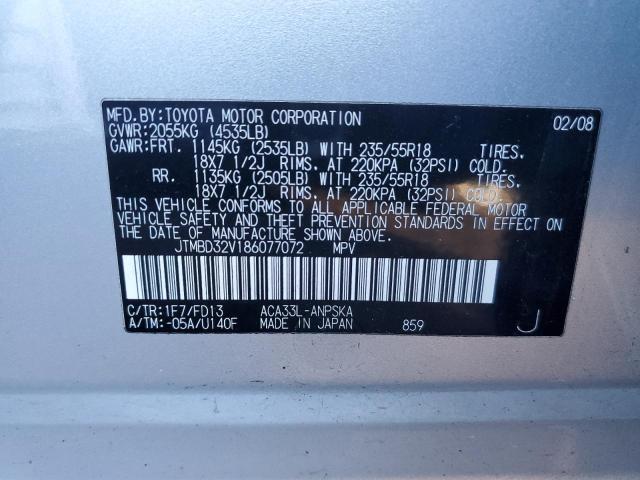 MFD.BY:TOYOTA MOTOR CORPORATION 02/08
GVWR:2055KG (4535LB)
GAWR:FRT. 1145KG (2535LB) WITH 235/55R18 TIRES.
18X7 1/2J RIMS. AT 220KPA (32PSI) COLD.
RR. 1135KG (2505LB) WITH 235/55R18 TIRES.
18X7 1/2J RIMS. AT 220KPA (32PSI) COLD.
THIS VEHICLE CONFORMS TO ALL APPLICABLE FEDERAL MOTOR
VEHICLE SAFETY AND THEFT PREVENTION STANDARDS IN EFFECT ON
THE DATE OF MANUFACTURE SHOWN ABOVE.
JTMBD32V186077072 MPV
C/TR:1F7/FD13 ACA33L-ANPSKA
A/TM:-05A/U140F MADE IN JAPAN 859 J